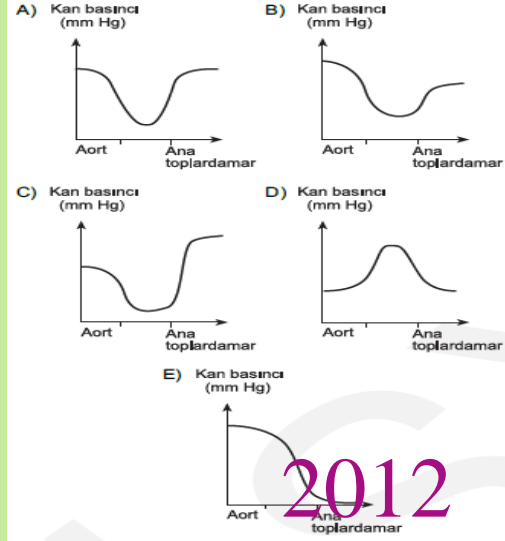 A) Kan basıncı
(mm Hg)
Aort
Ana
toplardamar
B) Kan basıncı
(mm Hg)
Aort
Ana
toplardamar
C) Kan basıncı
(mm Hg)
Aort
Ana
toplardamar
D) Kan basıncı
(mm Hg)
Aort
Ana
toplardamar
E) Kan basıncı
(mm Hg)
Aort
Ana
toplardamar
2012